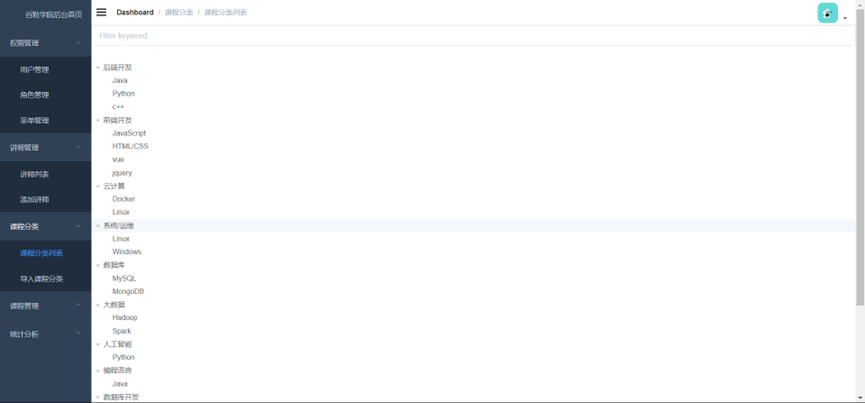 谷粒学院后台首页
权限管理
用户管理
角色管理
菜单管理
讲师管理
讲师列表
添加讲师
课程分类
课程分类列表
导入课程分类
课程管理
统计分析
Dashboard / 课程分类 / 课程分类列表
Filter keyword
后端开发
Java
Python
c++
前端开发
JavaScript
HTML/CSS
vue
jquery
云计算
Docker
Linux
系统/运维
Linux
Windows
数据库
MySQL
MongoDB
大数据
Hadoop
Spark
人工智能
Python
编程语言
Java
数据库开发